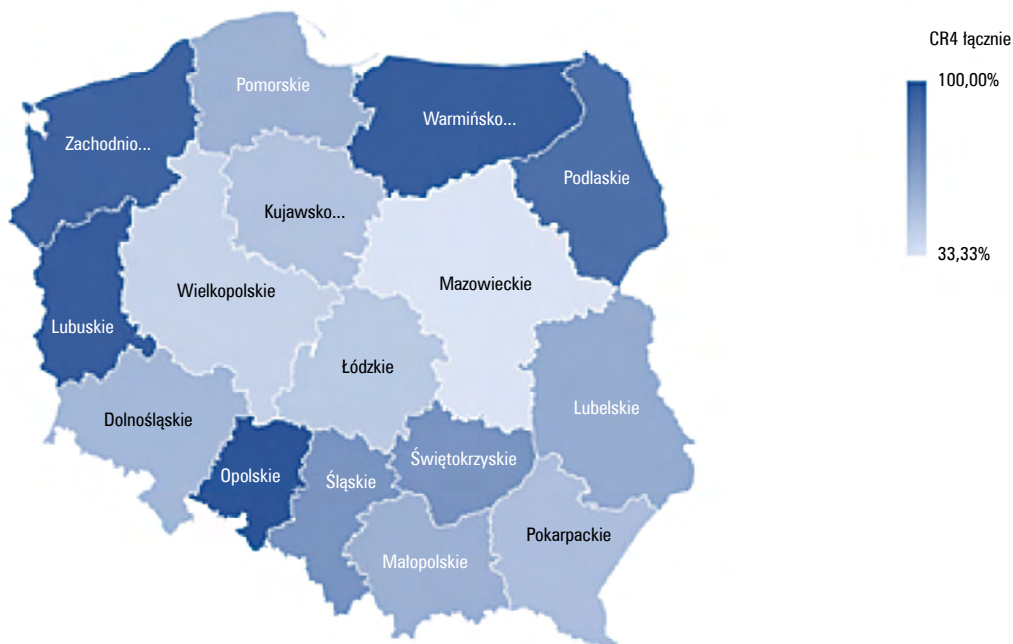 CR4 łącznie
100,00%
33,33%
Pomorskie
Warmińsko...
Zachodnio...
Podlaskie
Kujawsko...
Mazowieckie
Wielkopolskie
Lubuskie
Łódzkie
Dolnośląskie
Lubelskie
Świętokrzyskie
Opolskie
Śląskie
Pokarpackie
Małopolskie